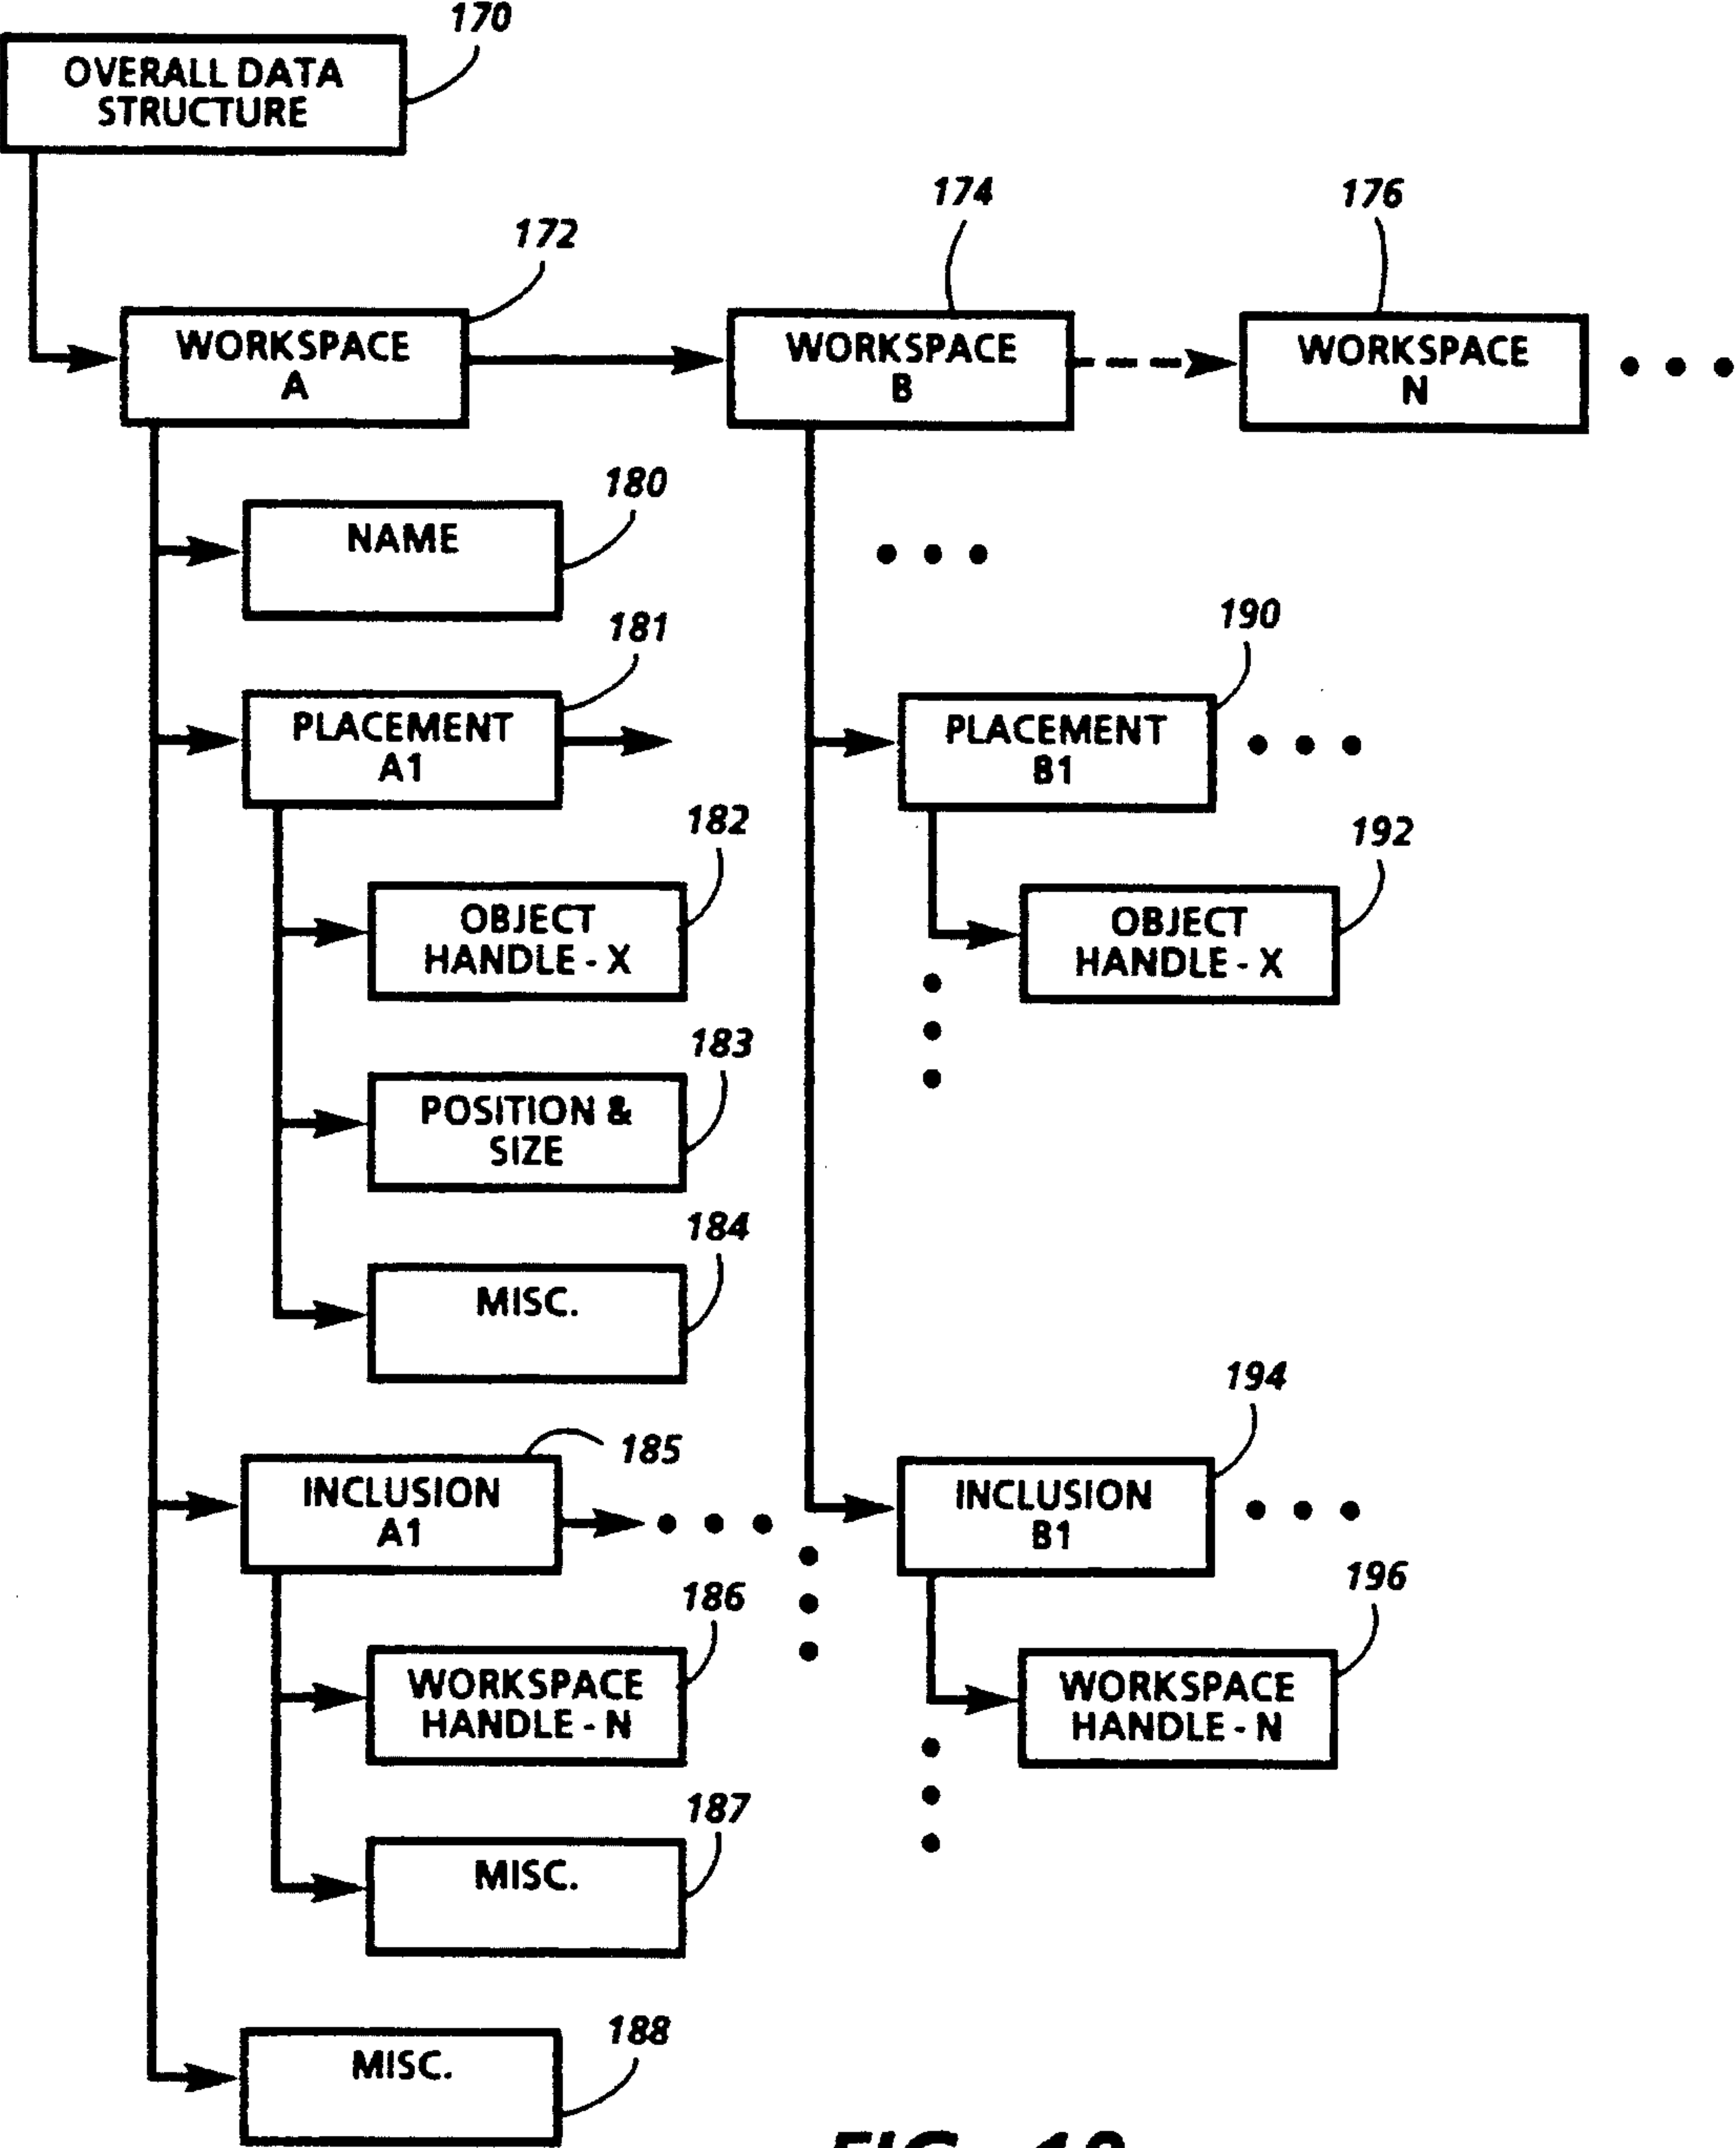 170
OVERALL DATA
STRUCTURE
172
174
176
WORKSPACE
A
WORKSPACE
B
WORKSPACE
N
180
NAME
181
PLACEMENT
A1
190
PLACEMENT
B1
182
OBJECT
HANDLE - X
192
OBJECT
HANDLE - X
183
POSITION &
SIZE
184
MISC.
185
INCLUSION
A1
194
INCLUSION
B1
186
WORKSPACE
HANDLE - N
196
WORKSPACE
HANDLE - N
187
MISC.
188
MISC.